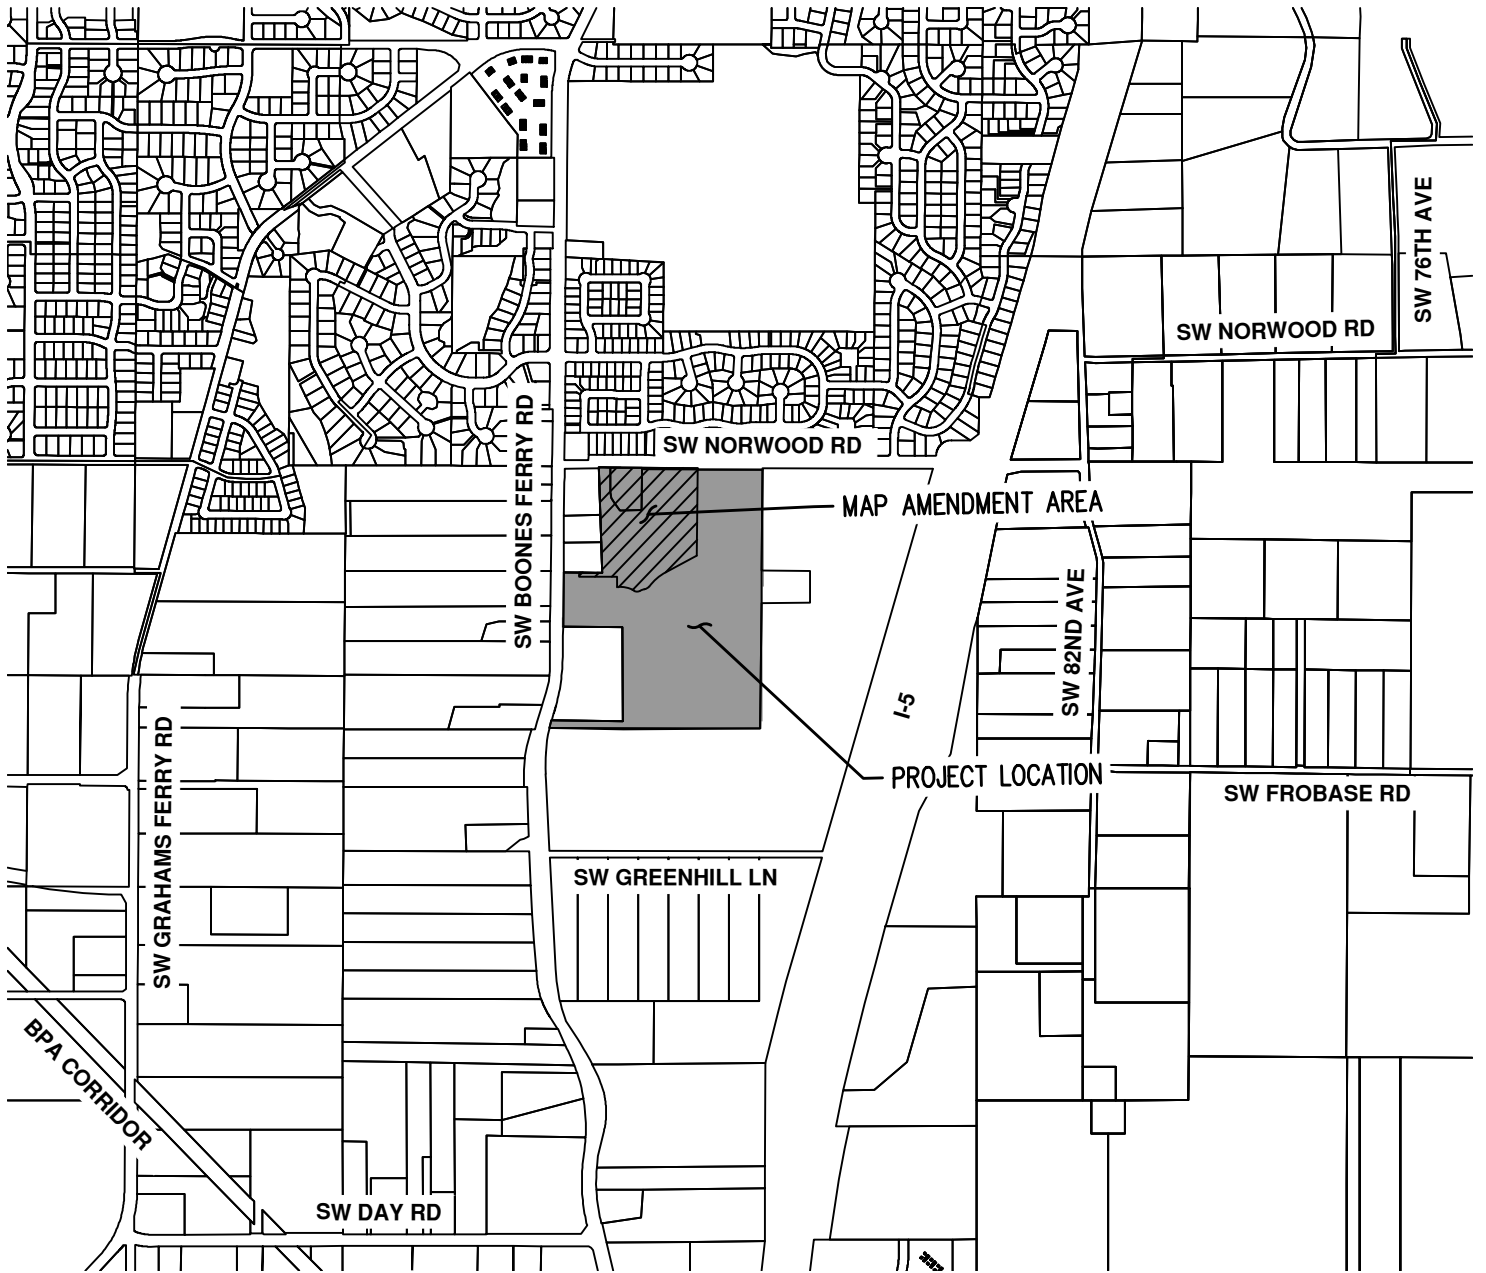 SW 76TH AVE
SW NORWOOD RD
SW NORWOOD RD
SW BOONES FERRY RD
MAP AMENDMENT AREA
SW 82ND AVE
I-5
PROJECT LOCATION
SW FROBASE RD
SW GRAHAMS FERRY RD
SW GREENHILL LN
BPA CORRIDOR
SW DAY RD